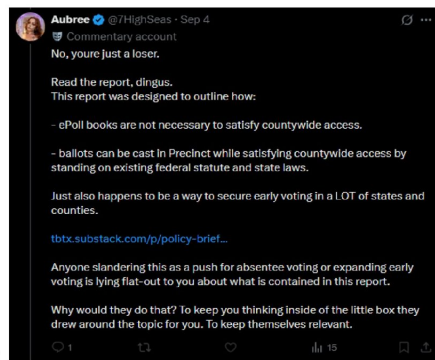 Aubree @7HighSeas · Sep 4
Commentary account
No, youre just a loser.
Read the report, dingus.
This report was designed to outline how:
- ePoll books are not necessary to satisfy countywide access.
- ballots can be cast in Precinct while satisfying countywide access by
standing on existing federal statute and state laws.
Just also happens to be a way to secure early voting in a LOT of states and
counties.
tbtx.substack.com/p/policy-brief...
Anyone slandering this as a push for absentee voting or expanding early
voting is lying flat-out to you about what is contained in this report.
Why would they do that? To keep you thinking inside of the little box they
drew around the topic for you. To keep themselves relevant.
1 15